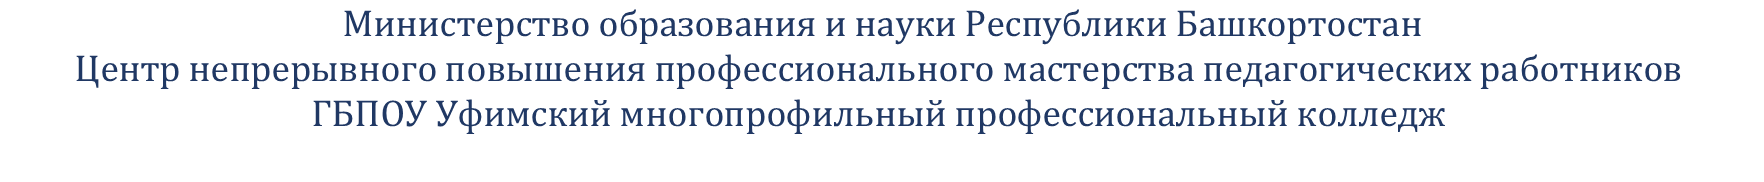 Министерство образования и науки Республики Башкортостан
Центр непрерывного повышения профессионального мастерства педагогических работников
ГБПОУ Уфимский многопрофильный профессиональный колледж